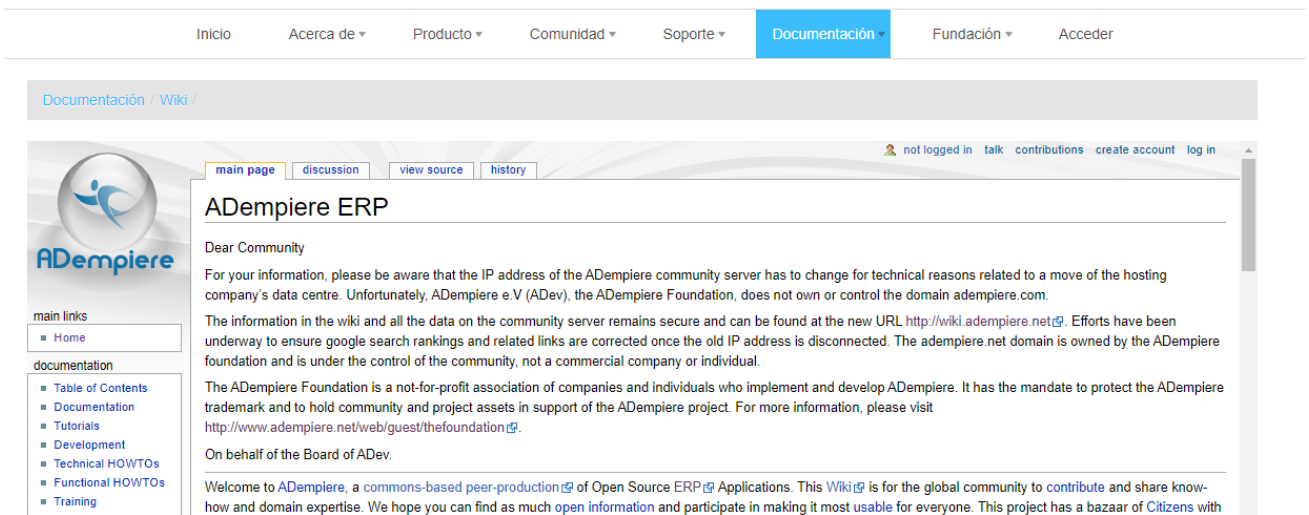 Inicio Acerca de Producto Comunidad Soporte Documentación Fundación Acceder
Documentación / Wiki /
not logged in talk contributions create account log in
main page discussion view source history
ADempiere
ADempiere ERP
Dear Community
For your information, please be aware that the IP address of the ADempiere community server has to change for technical reasons related to a move of the hosting
company's data centre. Unfortunately, ADempiere e.V (ADev), the ADempiere Foundation, does not own or control the domain adempiere.com.
The information in the wiki and all the data on the community server remains secure and can be found at the new URL http://wiki.adempiere.net. Efforts have been
underway to ensure google search rankings and related links are corrected once the old IP address is disconnected. The adempiere.net domain is owned by the ADempiere
foundation and is under the control of the community, not a commercial company or individual.
The ADempiere Foundation is a not-for-profit association of companies and individuals who implement and develop ADempiere. It has the mandate to protect the ADempiere
trademark and to hold community and project assets in support of the ADempiere project. For more information, please visit
http://www.adempiere.net/web/guest/thefoundation.
On behalf of the Board of ADev.
Welcome to ADempiere, a commons-based peer-production of Open Source ERP Applications. This Wiki is for the global community to contribute and share know-
how and domain expertise. We hope you can find as much open information and participate in making it most usable for everyone. This project has a bazaar of Citizens with
main links
Home
documentation
Table of Contents
Documentation
Tutorials
Development
Technical HOWTOs
Functional HOWTOs
Training